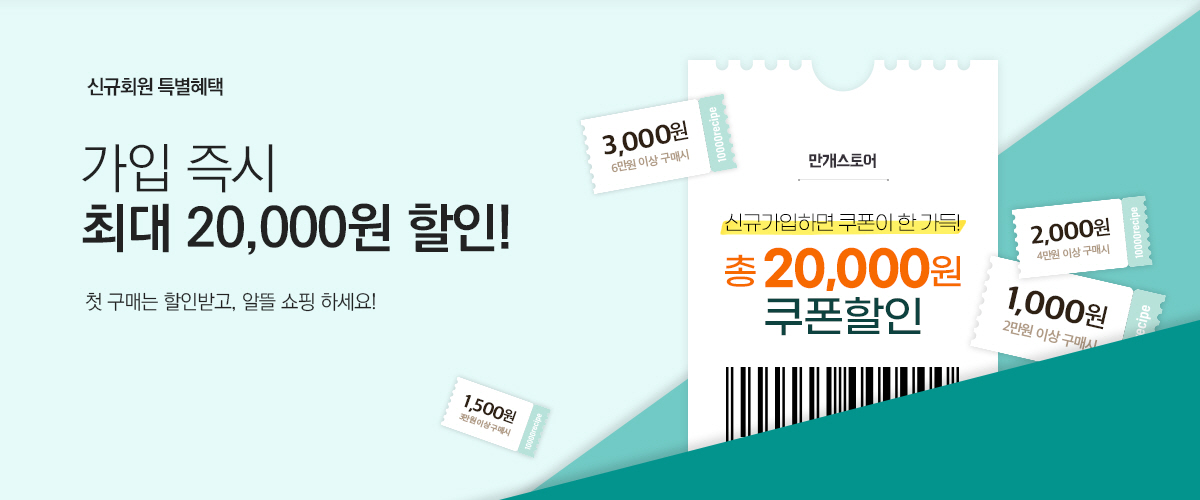 신규회원 특별혜택
가입 즉시
최대 20,000원 할인!
첫 구매는 할인받고, 알뜰 쇼핑 하세요!
3,000원
6만원 이상 구매시
10000recipe
만개스토어
신규가입하면 쿠폰이 한 가득!
총 20,000원
쿠폰할인
2,000원
4만원 이상 구매시
10000recipe
1,000원
2만원 이상 구매시
recipe
1,500원
3만원 이상 구매시
10000recipe